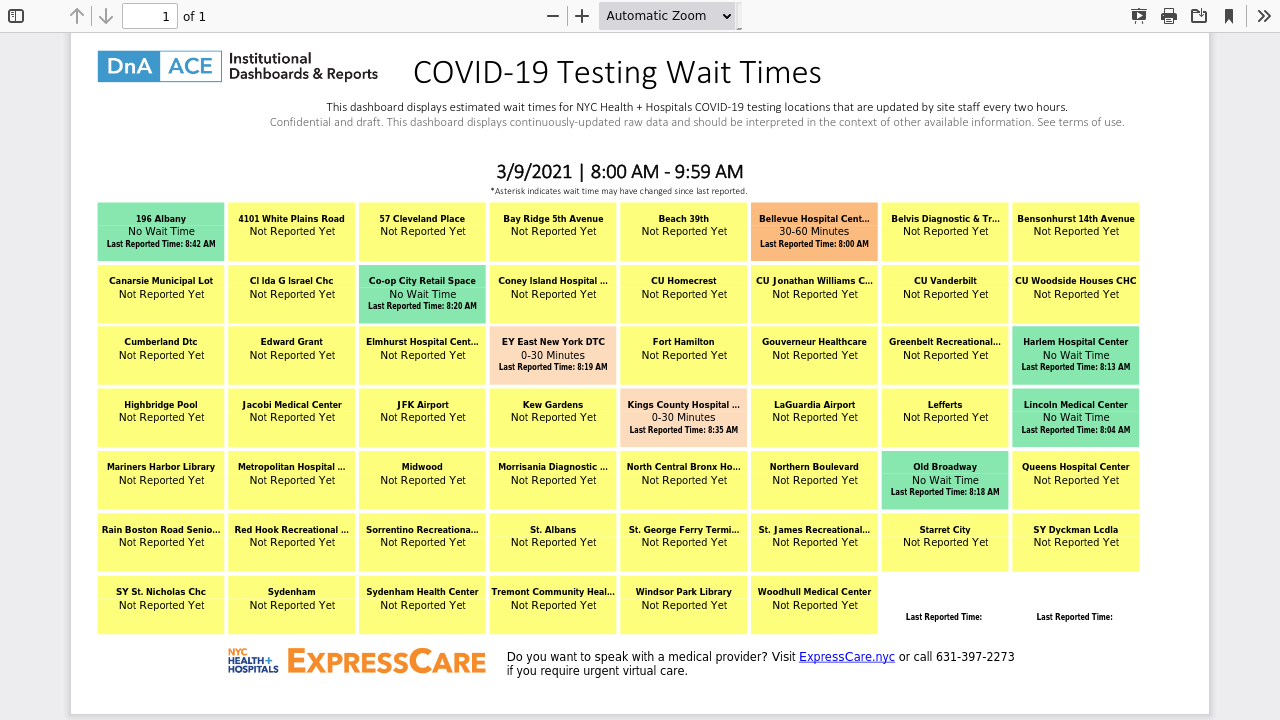 1 of 1 Automatic Zoom
DnA ACE Institutional
Dashboards & Reports
COVID-19 Testing Wait Times
This dashboard displays estimated wait times for NYC Health + Hospitals COVID-19 testing locations that are updated by site staff every two hours.
Confidential and draft. This dashboard displays continuously-updated raw data and should be interpreted in the context of other available information. See terms of use.
3/9/2021 | 8:00 AM - 9:59 AM
*Asterisk indicates wait time may have changed since last reported.
196 Albany 4101 White Plains Road 57 Cleveland Place Bay Ridge 5th Avenue Beach 39th Bellevue Hospital Cent... Belvis Diagnostic & Tr... Bensonhurst 14th Avenue
No Wait Time Not Reported Yet Not Reported Yet Not Reported Yet Not Reported Yet 30-60 Minutes Not Reported Yet Not Reported Yet
Last Reported Time: 8:42 AM Last Reported Time: 8:00 AM
Canarsie Municipal Lot CI Ida G Israel Chc Co-op City Retail Space Coney Island Hospital ... CU Homecrest CU Jonathan Williams C... CU Vanderbilt CU Woodside Houses CHC
Not Reported Yet Not Reported Yet No Wait Time Not Reported Yet Not Reported Yet Not Reported Yet Not Reported Yet Not Reported Yet
Last Reported Time: 8:20 AM
Cumberland Dtc Edward Grant Elmhurst Hospital Cent... EY East New York DTC Fort Hamilton Gouverneur Healthcare Greenbelt Recreational... Harlem Hospital Center
Not Reported Yet Not Reported Yet Not Reported Yet 0-30 Minutes Not Reported Yet Not Reported Yet Not Reported Yet No Wait Time
Last Reported Time: 8:19 AM Last Reported Time: 8:13 AM
Highbridge Pool Jacobi Medical Center JFK Airport Kew Gardens Kings County Hospital ... LaGuardia Airport Lefferts Lincoln Medical Center
Not Reported Yet Not Reported Yet Not Reported Yet Not Reported Yet 0-30 Minutes Not Reported Yet Not Reported Yet No Wait Time
Last Reported Time: 8:35 AM Last Reported Time: 8:04 AM
Mariners Harbor Library Metropolitan Hospital ... Midwood Morrisania Diagnostic ... North Central Bronx Ho... Northern Boulevard Old Broadway Queens Hospital Center
Not Reported Yet Not Reported Yet Not Reported Yet Not Reported Yet Not Reported Yet Not Reported Yet No Wait Time Not Reported Yet
Last Reported Time: 8:18 AM
Rain Boston Road Senio... Red Hook Recreational ... Sorrentino Recreationa... St. Albans St. George Ferry Termi... St. James Recreational... Starret City SY Dyckman Lcdla
Not Reported Yet Not Reported Yet Not Reported Yet Not Reported Yet Not Reported Yet Not Reported Yet Not Reported Yet Not Reported Yet
SY St. Nicholas Chc Sydenham Sydenham Health Center Tremont Community Heal... Windsor Park Library Woodhull Medical Center
Not Reported Yet Not Reported Yet Not Reported Yet Not Reported Yet Not Reported Yet Not Reported Yet
Last Reported Time: Last Reported Time:
NYC
HEALTH+
HOSPITALS
EXPRESSCARE
Do you want to speak with a medical provider? Visit ExpressCare.nyc or call 631-397-2273
if you require urgent virtual care.